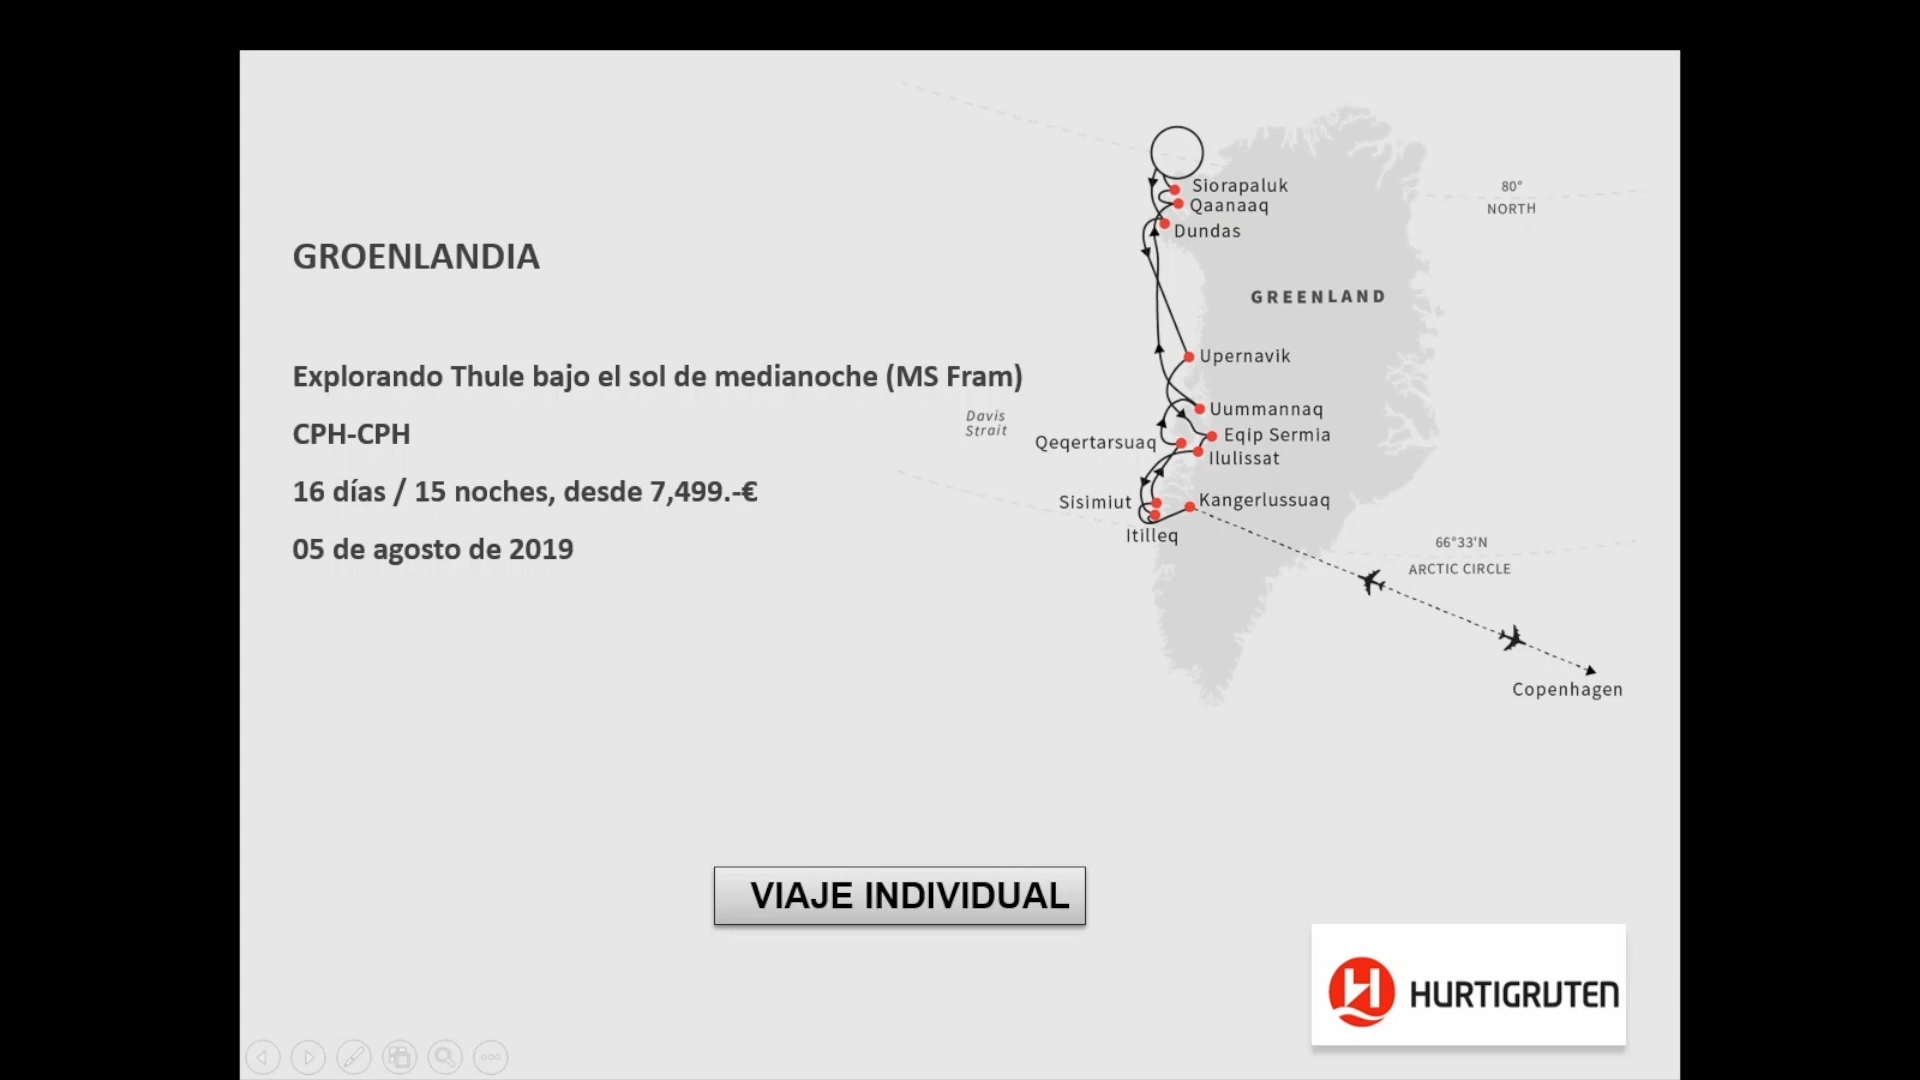 GROENLANDIA
Explorando Thule bajo el sol de medianoche (MS Fram)
CPH-CPH
16 días / 15 noches, desde 7,499.-€
05 de agosto de 2019
Siorapaluk
Qaanaaq
Dundas
80°
NORTH
GREENLAND
Upernavik
Davis
Strait
Uummannaq
Eqip Sermia
Qeqertarsuaq
Ilulissat
Sisimiut
Kangerlussuaq
Itilleq
66°33'N
ARCTIC CIRCLE
Copenhagen
VIAJE INDIVIDUAL
HURTIGRUTEN